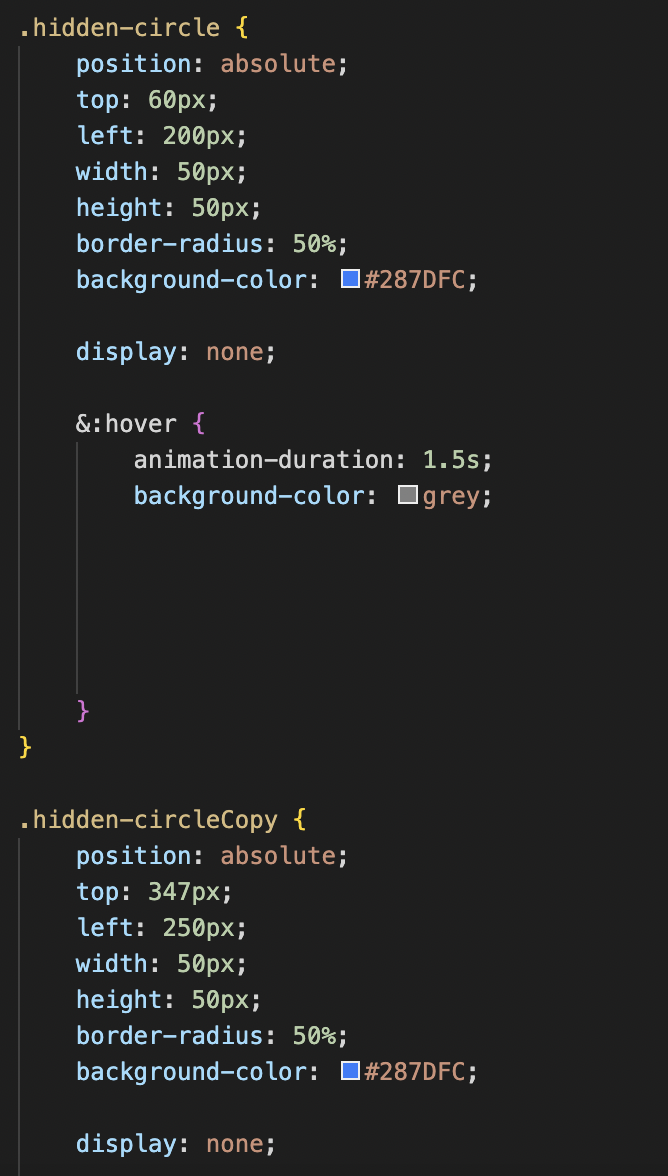 .hidden-circle {
position: absolute;
top: 60px;
left: 200px;
width: 50px;
height: 50px;
border-radius: 50%;
background-color: #287DFC;
display: none;
&:hover {
animation-duration: 1.5s;
background-color: grey;
}
}
.hidden-circleCopy {
position: absolute;
top: 347px;
left: 250px;
width: 50px;
height: 50px;
border-radius: 50%;
background-color: #287DFC;
display: none;